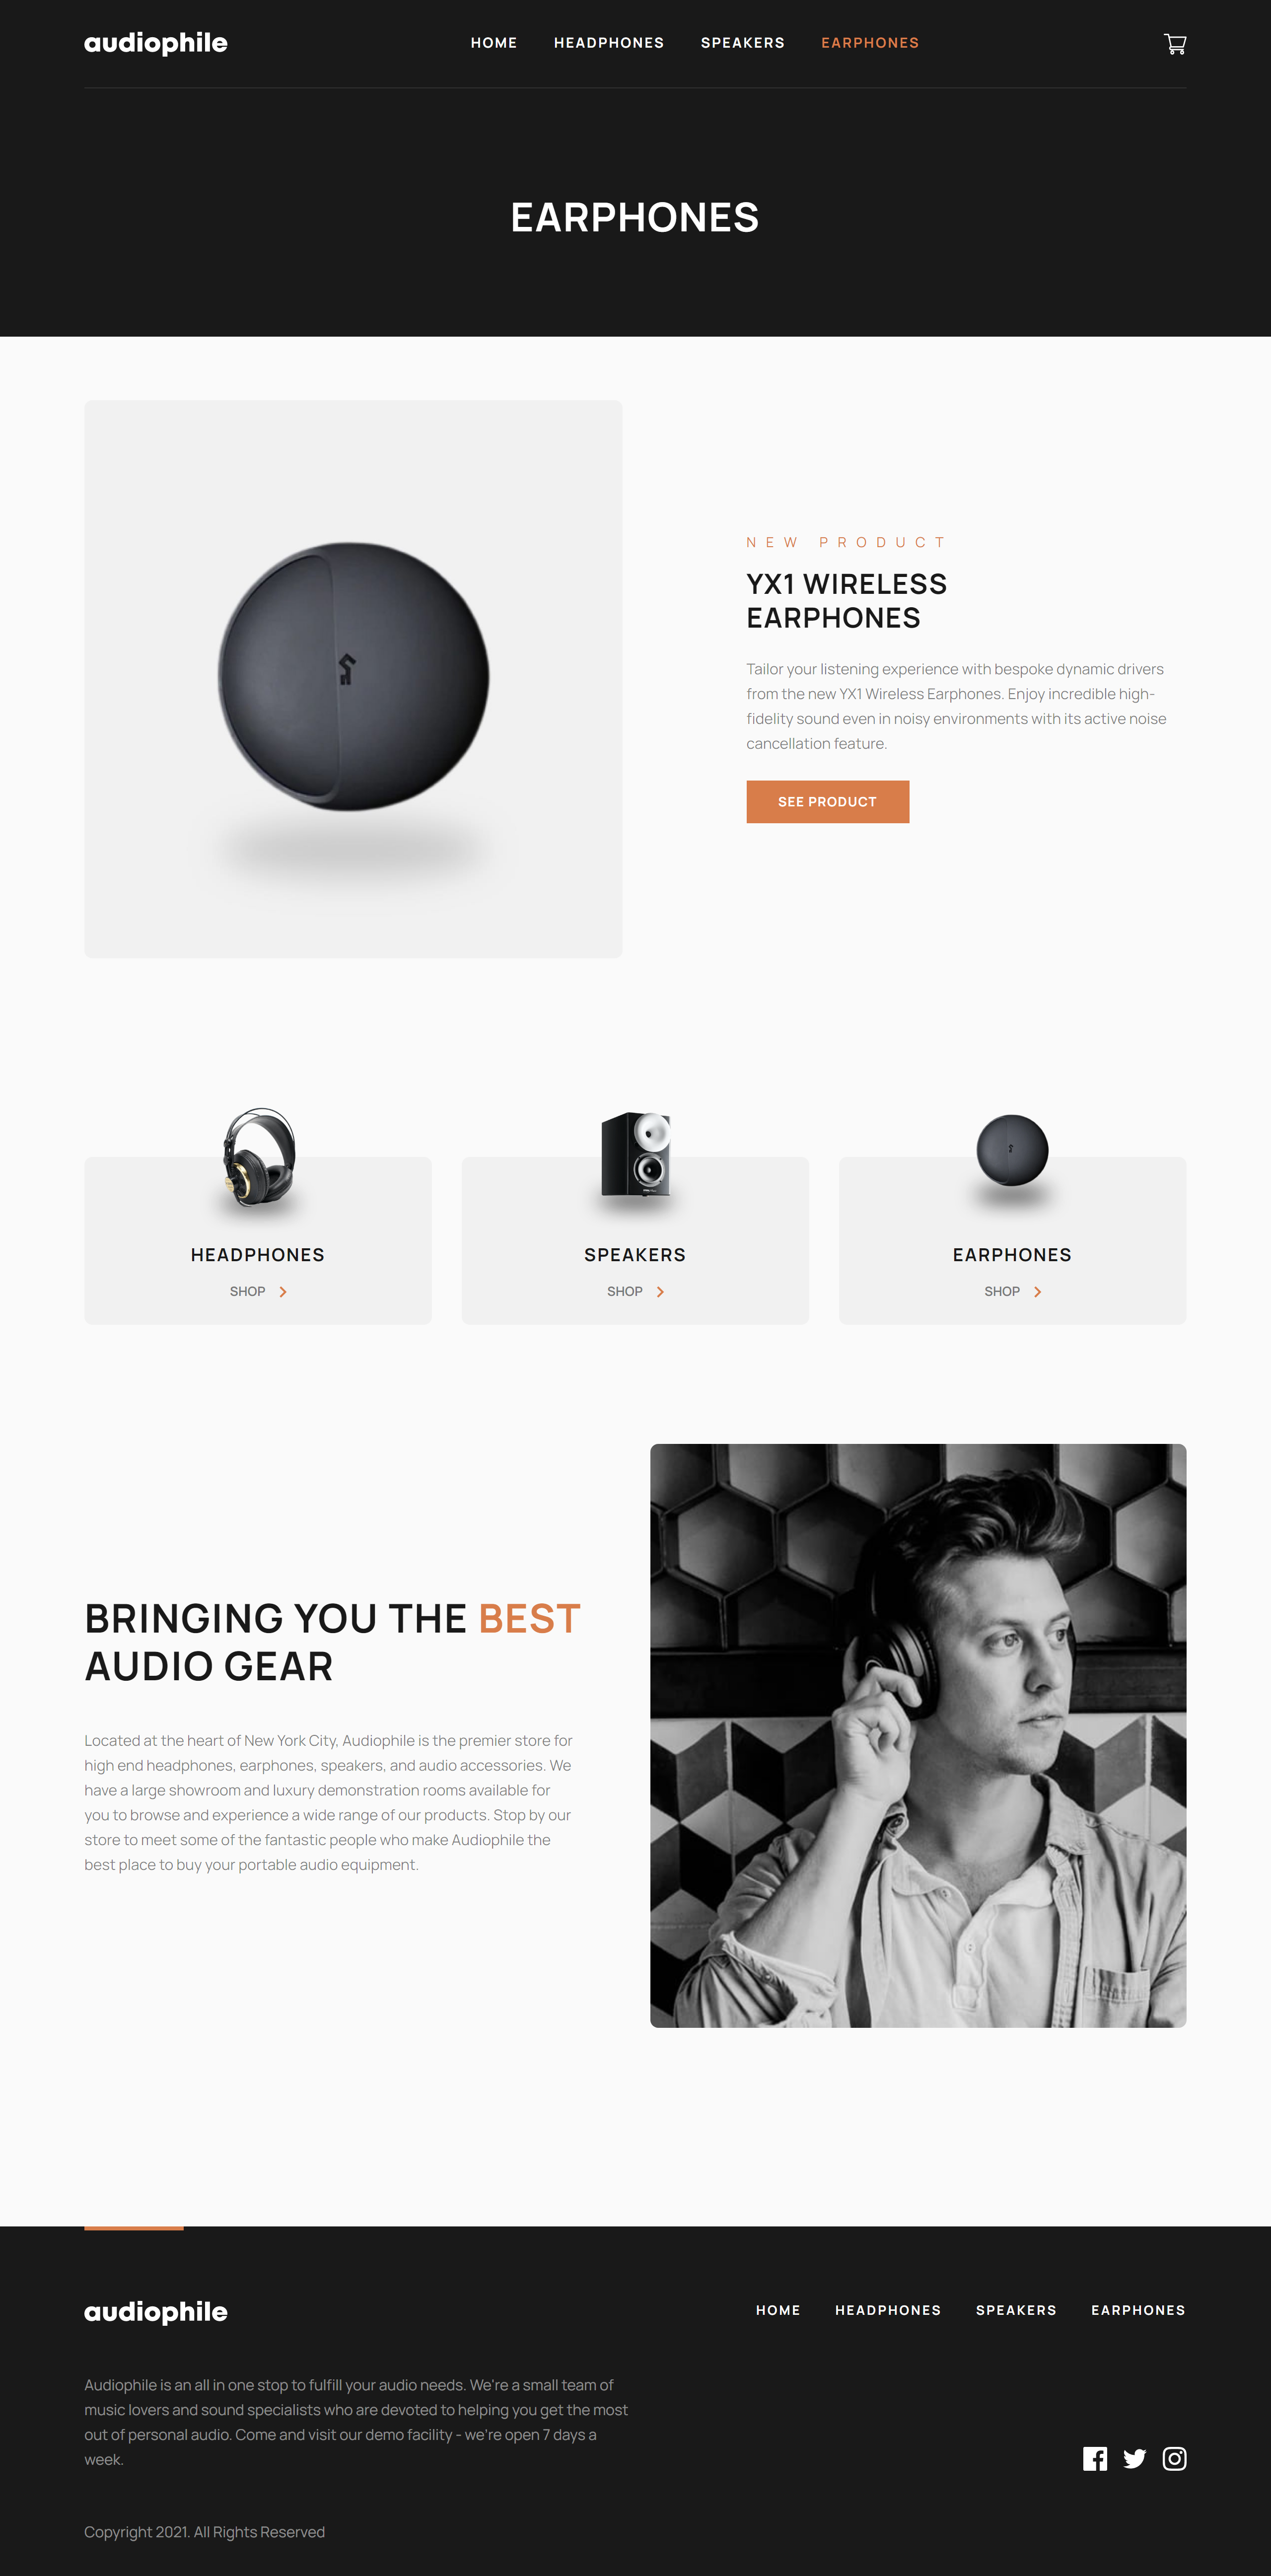 audiophile
HOME HEADPHONES SPEAKERS EARPHONES
EARPHONES
NEW PRODUCT
YX1 WIRELESS
EARPHONES
Tailor your listening experience with bespoke dynamic drivers
from the new YX1 Wireless Earphones. Enjoy incredible high-
fidelity sound even in noisy environments with its active noise
cancellation feature.
SEE PRODUCT
HEADPHONES
SHOP
SPEAKERS
SHOP
EARPHONES
SHOP
BRINGING YOU THE BEST
AUDIO GEAR
Located at the heart of New York City, Audiophile is the premier store for
high end headphones, earphones, speakers, and audio accessories. We
have a large showroom and luxury demonstration rooms available for
you to browse and experience a wide range of our products. Stop by our
store to meet some of the fantastic people who make Audiophile the
best place to buy your portable audio equipment.
audiophile
HOME HEADPHONES SPEAKERS EARPHONES
Audiophile is an all in one stop to fulfill your audio needs. We're a small team of
music lovers and sound specialists who are devoted to helping you get the most
out of personal audio. Come and visit our demo facility - we're open 7 days a
week.
Copyright 2021. All Rights Reserved